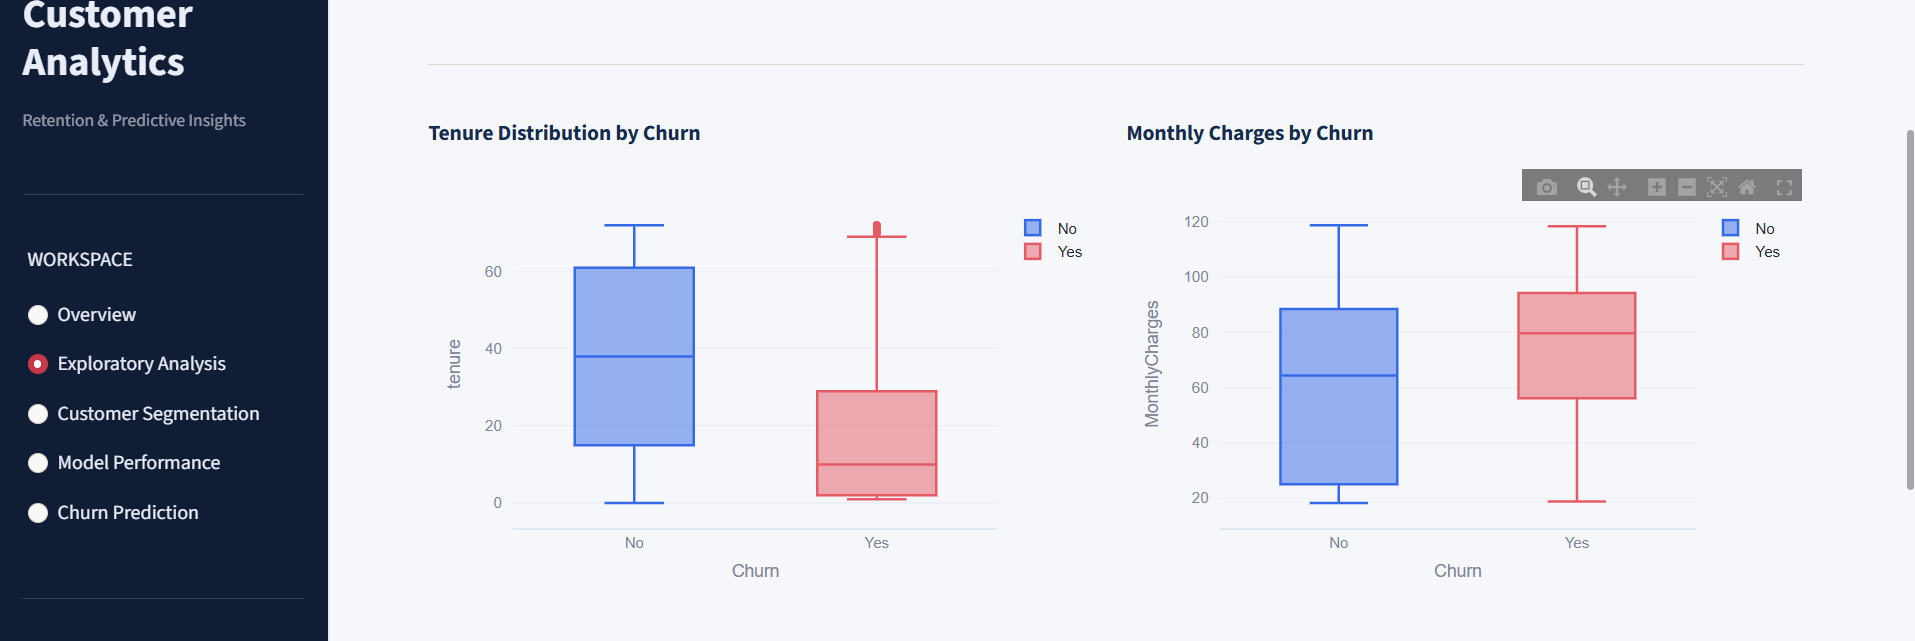 Customer
Analytics
Retention & Predictive Insights
WORKSPACE
Overview
Exploratory Analysis
Customer Segmentation
Model Performance
Churn Prediction
Tenure Distribution by Churn
60
40
20
0
tenure
No
Yes
Churn
No
Yes
Monthly Charges by Churn
120
100
80
60
40
20
MonthlyCharges
No
Yes
Churn
No
Yes